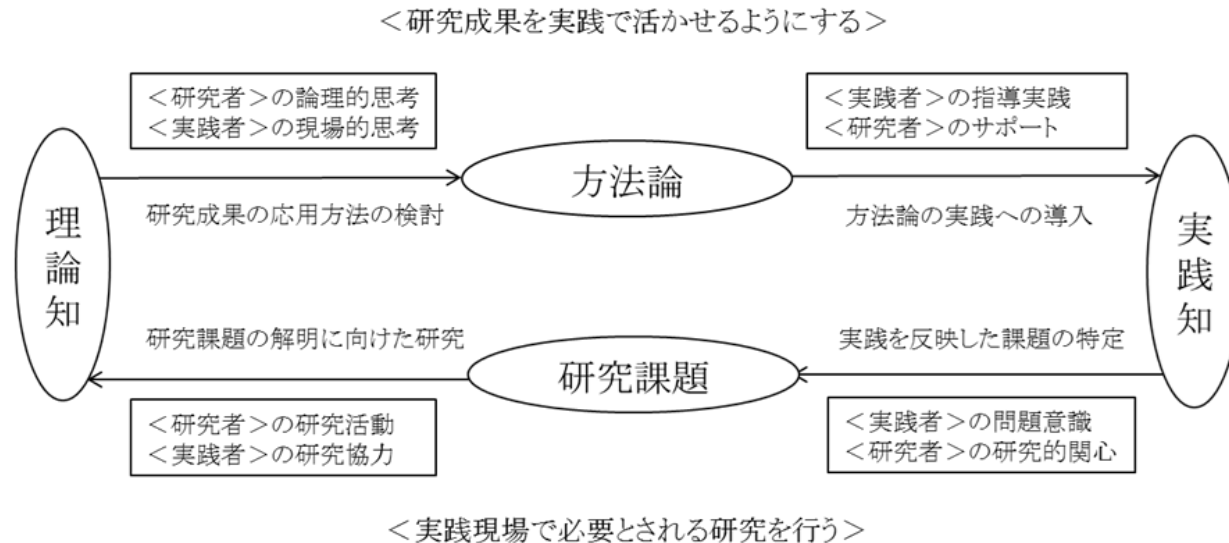 ＜研究成果を実践で活かせるようにする＞
＜研究者＞の論理的思考
＜実践者＞の現場的思考
＜実践者＞の指導実践
＜研究者＞のサポート
方法論
研究成果の応用方法の検討
方法論の実践への導入
理論知
実践知
研究課題の解明に向けた研究
実践を反映した課題の特定
研究課題
＜研究者＞の研究活動
＜実践者＞の研究協力
＜実践者＞の問題意識
＜研究者＞の研究的関心
＜実践現場で必要とされる研究を行う＞